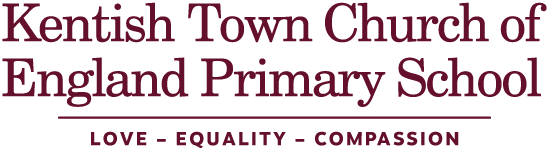 Kentish Town Church of
England Primary School
LOVE – EQUALITY – COMPASSION